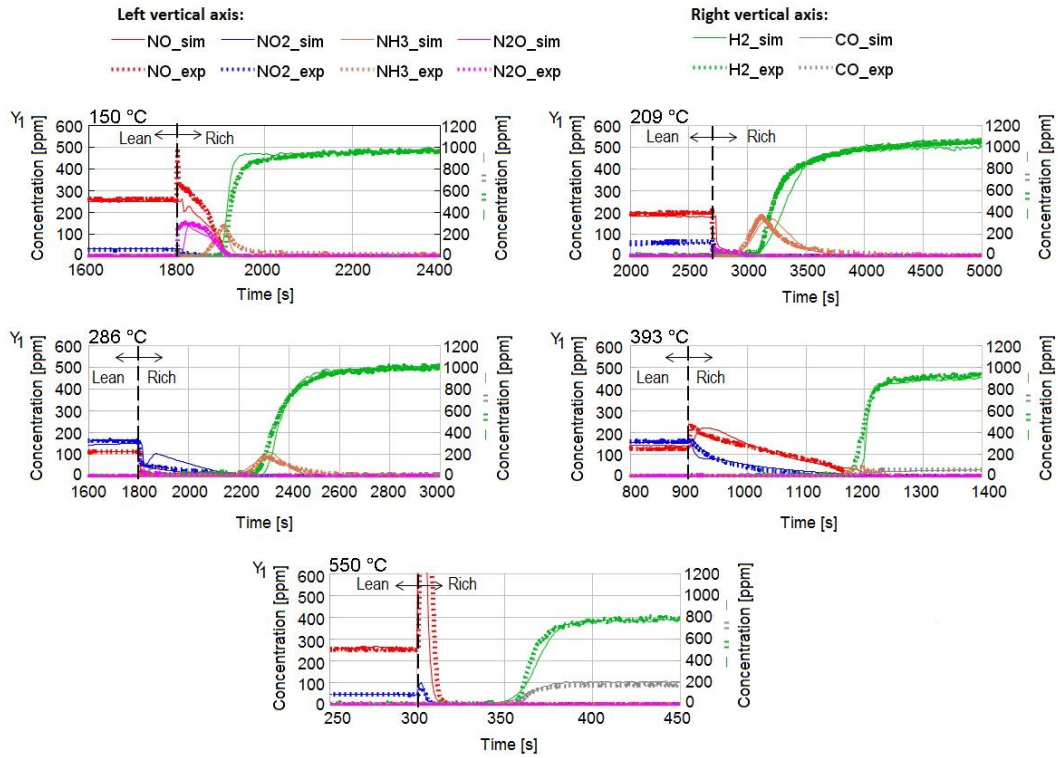 Left vertical axis:
Right vertical axis:
NO_sim NO2_sim NH3_sim N2O_sim H2_sim CO_sim
NO_exp NO2_exp NH3_exp N2O_exp H2_exp CO_exp
Y1 150 °C
Lean Rich
Concentration [ppm]
600
500
400
300
200
100
0
1600 1800 2000 2200 2400
Time [s]
1200
1000
800
600
400
200
0
Concentration [ppm]
Y1 209 °C
Lean Rich
Concentration [ppm]
600
500
400
300
200
100
0
2000 2500 3000 3500 4000 4500 5000
Time [s]
1200
1000
800
600
400
200
0
Concentration [ppm]
Y1 286 °C
Lean Rich
Concentration [ppm]
600
500
400
300
200
100
0
1600 1800 2000 2200 2400 2600 2800 3000
Time [s]
1200
1000
800
600
400
200
0
Concentration [ppm]
Y1 393 °C
Lean Rich
Concentration [ppm]
600
500
400
300
200
100
0
800 900 1000 1100 1200 1300 1400
Time [s]
1200
1000
800
600
400
200
0
Concentration [ppm]
Y1 550 °C
Lean Rich
Concentration [ppm]
600
500
400
300
200
100
0
250 300 350 400 450
Time [s]
1200
1000
800
600
400
200
0
Concentration [ppm]